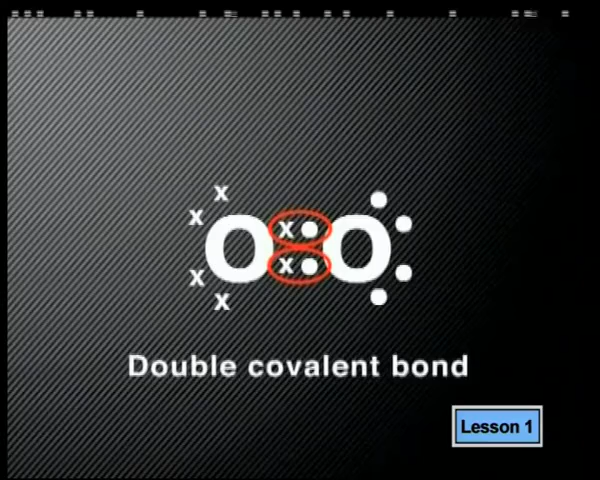 x
x
O x● O
x●
x
x
Double covalent bond
Lesson 1